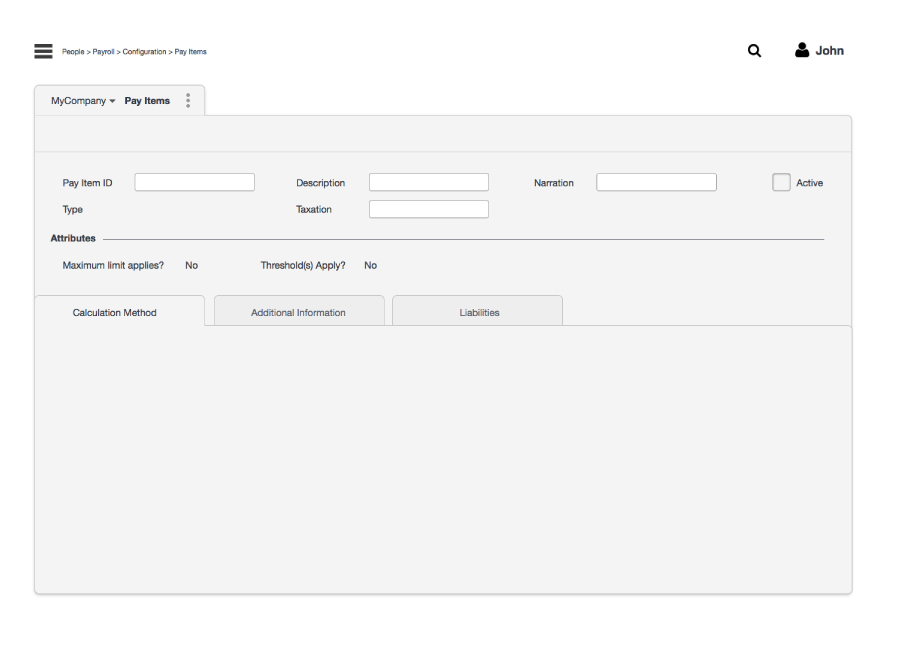 People > Payroll > Configuration > Pay Items
John
MyCompany Pay Items
Pay Item ID Description Narration Active
Type Taxation
Attributes
Maximum limit applies? No Threshold(s) Apply? No
Calculation Method Additional Information Liabilities